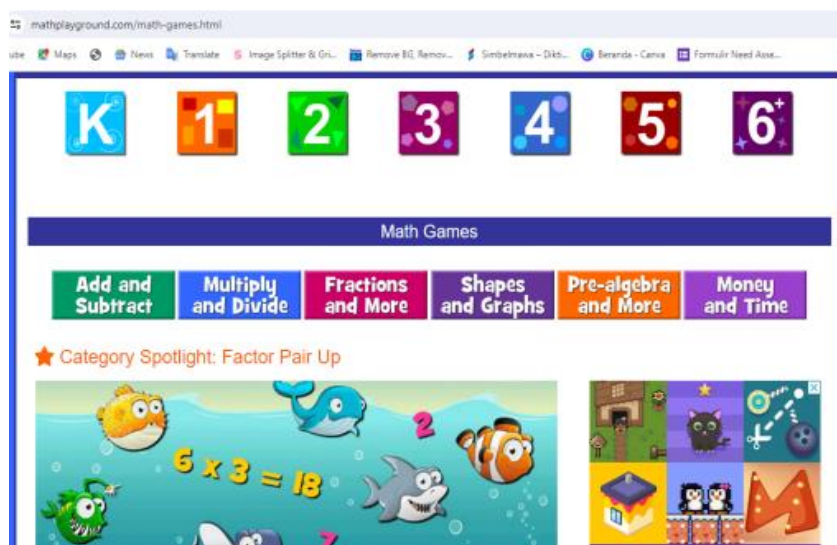 mathplayground.com/math-games.html
ube Maps News Translate Image Splitter & Gri... Remove BG, Remov... Simbelmawa – Dikti... Beranda - Canva Formulir Need Asse...
K 1 2 3 4 5 6+
Math Games
Add and Subtract
Multiply and Divide
Fractions and More
Shapes and Graphs
Pre-algebra and More
Money and Time
Category Spotlight: Factor Pair Up
2
6 x 3 = 18